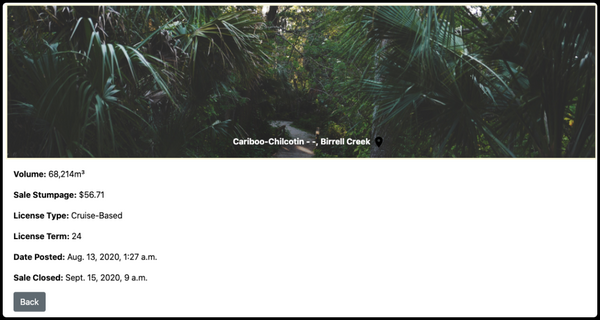 Cariboo-Chilcotin - -, Birrell Creek
Volume: 68,214m³
Sale Stumpage: $56.71
License Type: Cruise-Based
License Term: 24
Date Posted: Aug. 13, 2020, 1:27 a.m.
Sale Closed: Sept. 15, 2020, 9 a.m.
Back